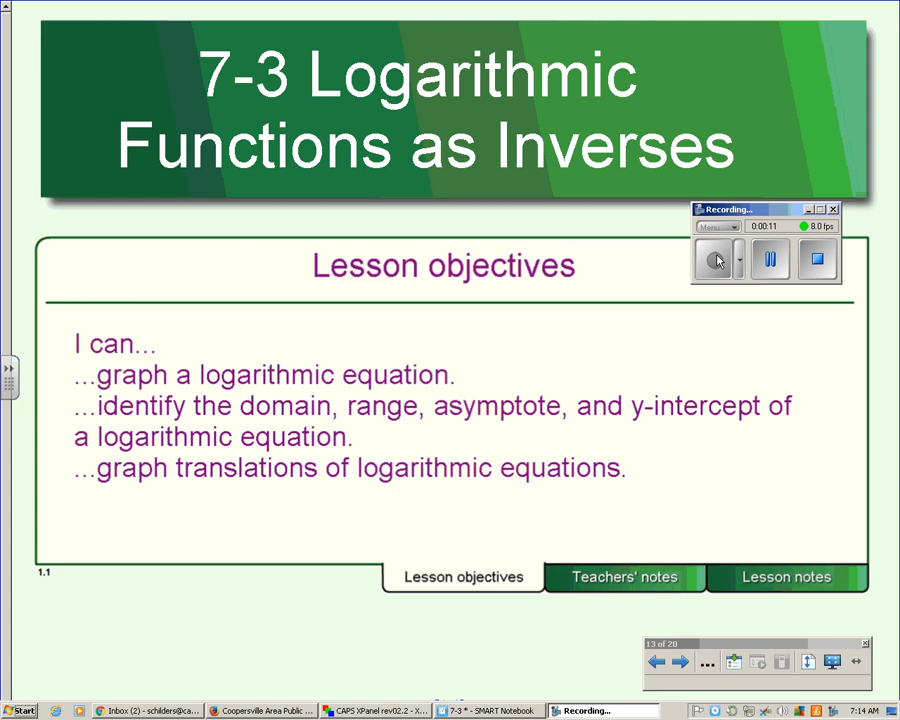 7-3 Logarithmic
Functions as Inverses
Recording...
Menu
0:00:11
8.0 fps
Lesson objectives
I can...
...graph a logarithmic equation.
...identify the domain, range, asymptote, and y-intercept of
a logarithmic equation.
...graph translations of logarithmic equations.
1.1
Lesson objectives
Teachers' notes
Lesson notes
13 of 20
...
Start
Inbox (2) - schilders@ca...
Coopersville Area Public ...
CAPS XPanel rev02.2 - X...
7-3 * - SMART Notebook
Recording...
7:14 AM